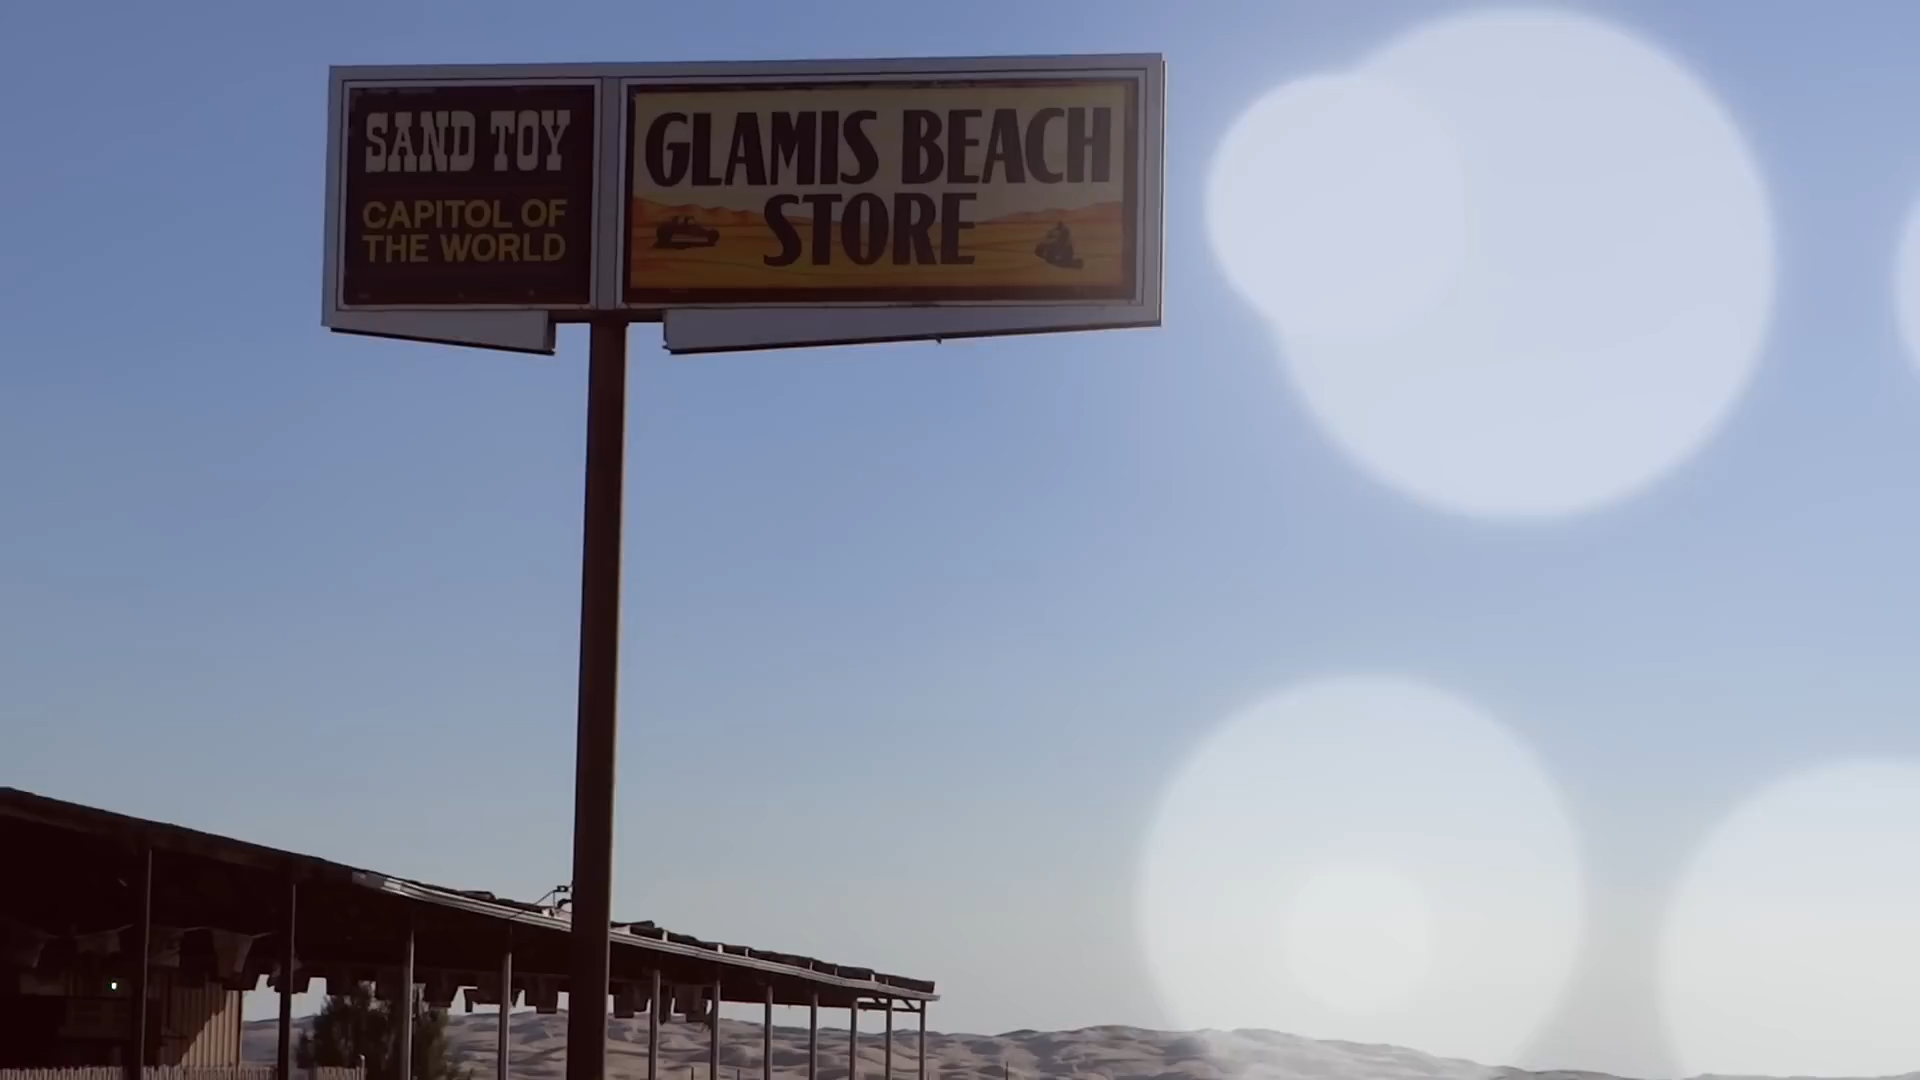 SAND TOY
CAPITOL OF
THE WORLD
GLAMIS BEACH
STORE